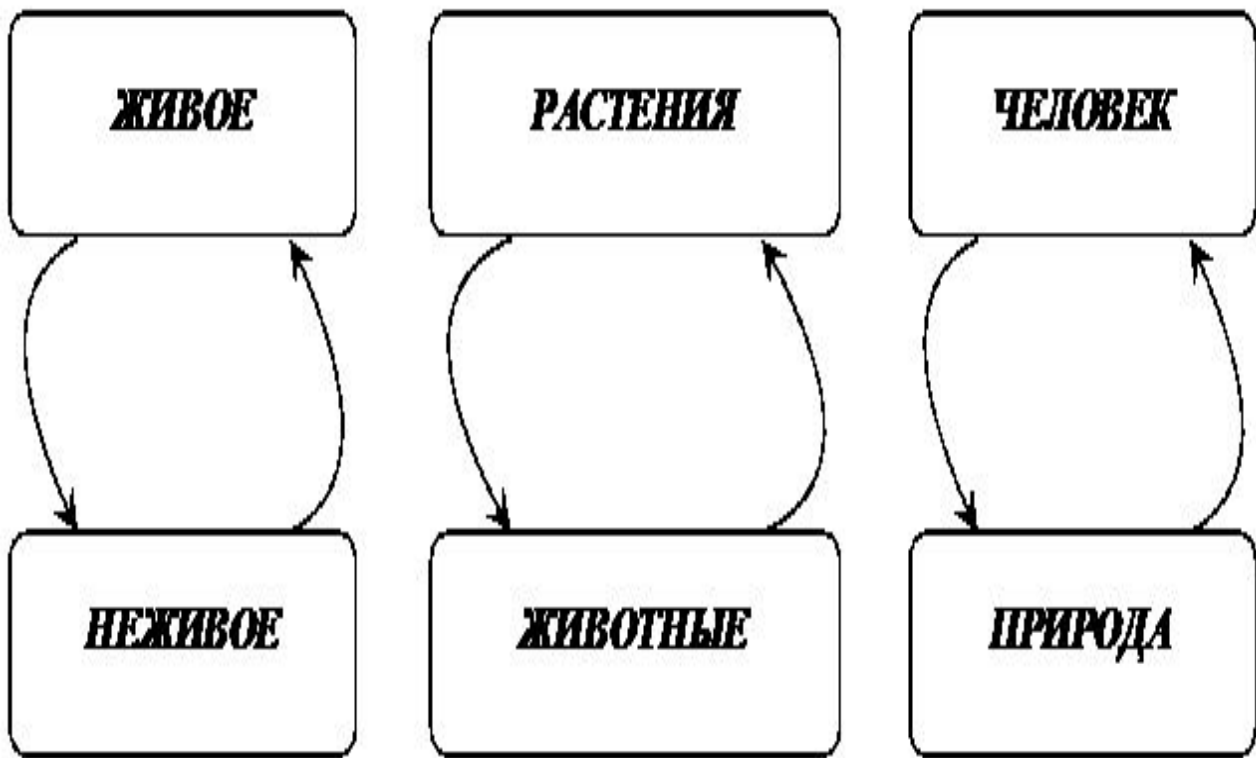 ЖИВОЕ
РАСТЕНИЯ
ЧЕЛОВЕК
НЕЖИВОЕ
ЖИВОТНЫЕ
ПРИРОДА